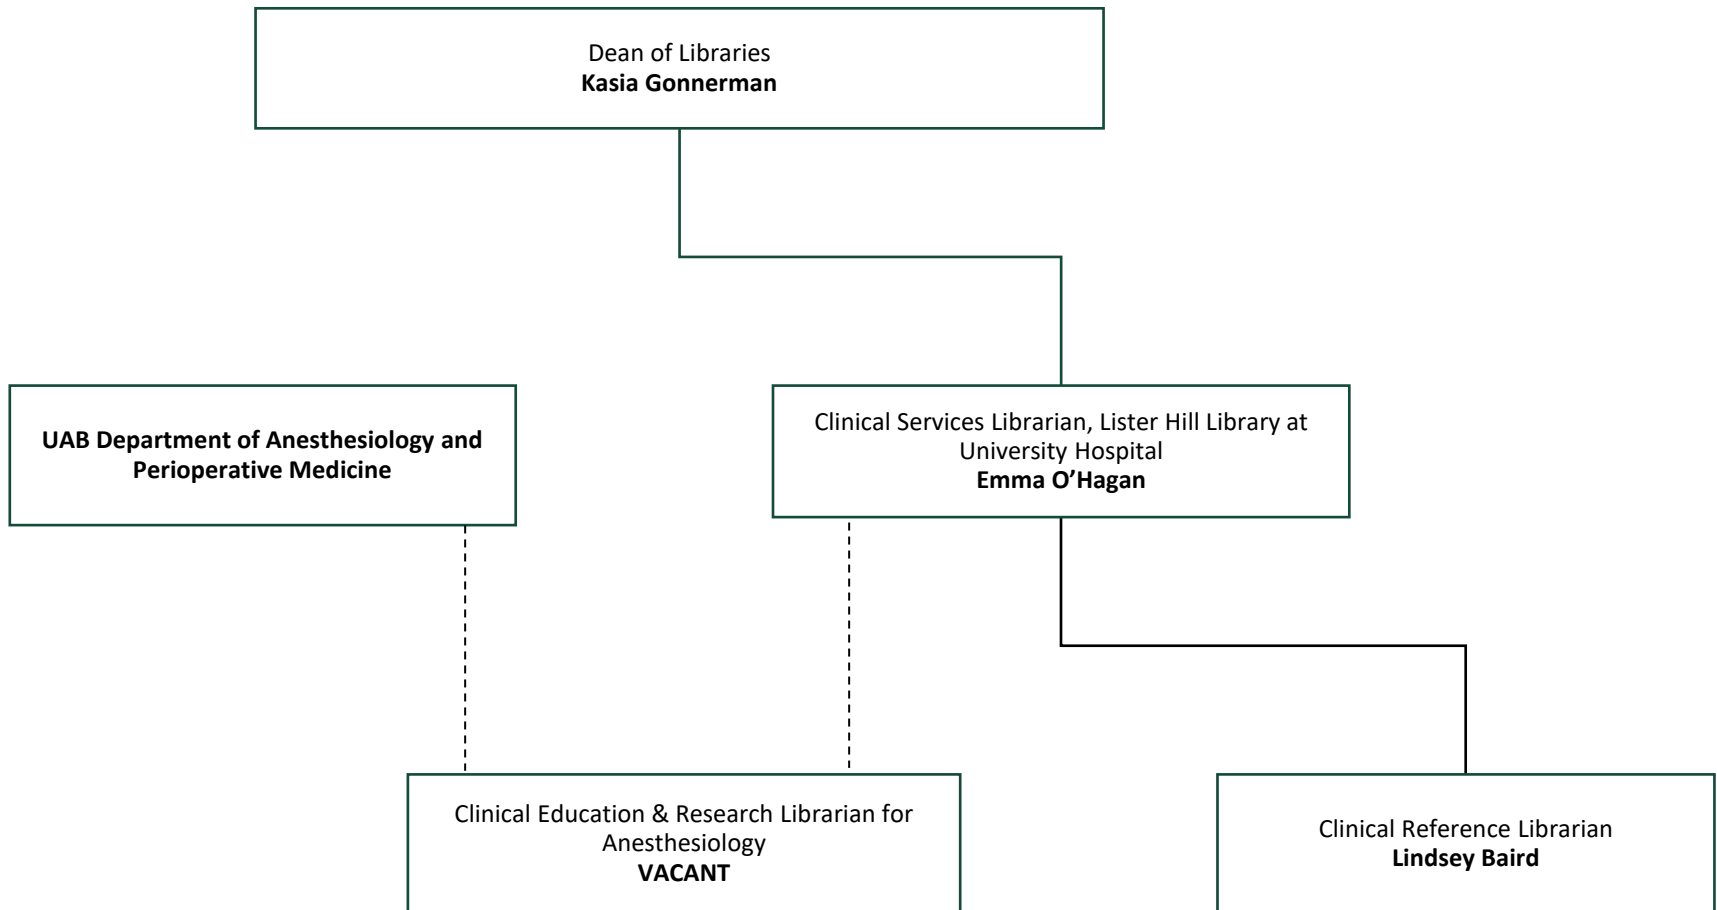 Dean of Libraries
Kasia Gonnerman
UAB Department of Anesthesiology and
Perioperative Medicine
Clinical Services Librarian, Lister Hill Library at
University Hospital
Emma O’Hagan
Clinical Education & Research Librarian for
Anesthesiology
VACANT
Clinical Reference Librarian
Lindsey Baird